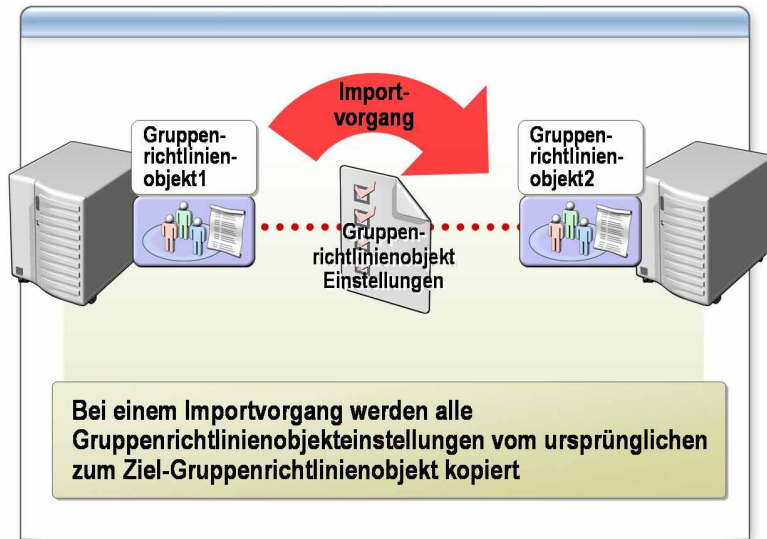 Import-
vorgang
Gruppen-
richtlinien-
objekt1
Gruppen-
richtlinien-
objekt2
Gruppen-
richtlinienobjekt
Einstellungen
Bei einem Importvorgang werden alle
Gruppenrichtlinienobjekteinstellungen vom ursprünglichen
zum Ziel-Gruppenrichtlinienobjekt kopiert